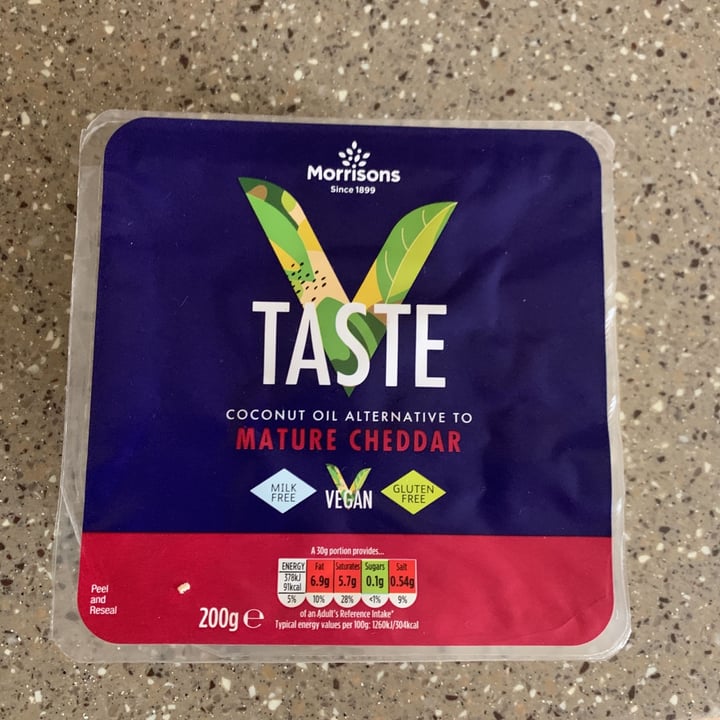 Morrisons
Since 1899
V
TASTE
COCONUT OIL ALTERNATIVE TO
MATURE CHEDDAR
MILK FREE
VEGAN
GLUTEN FREE
A 30g portion provides...
ENERGY Fat Saturates Sugars Salt
378kJ 91kcal 6.9g 5.7g 0.1g 0.54g
5% 10% 28% <1% 9%
of an Adult's Reference Intake*
Typical energy values per 100g: 1260kJ/304kcal
Peel
and
Reseal
200g e